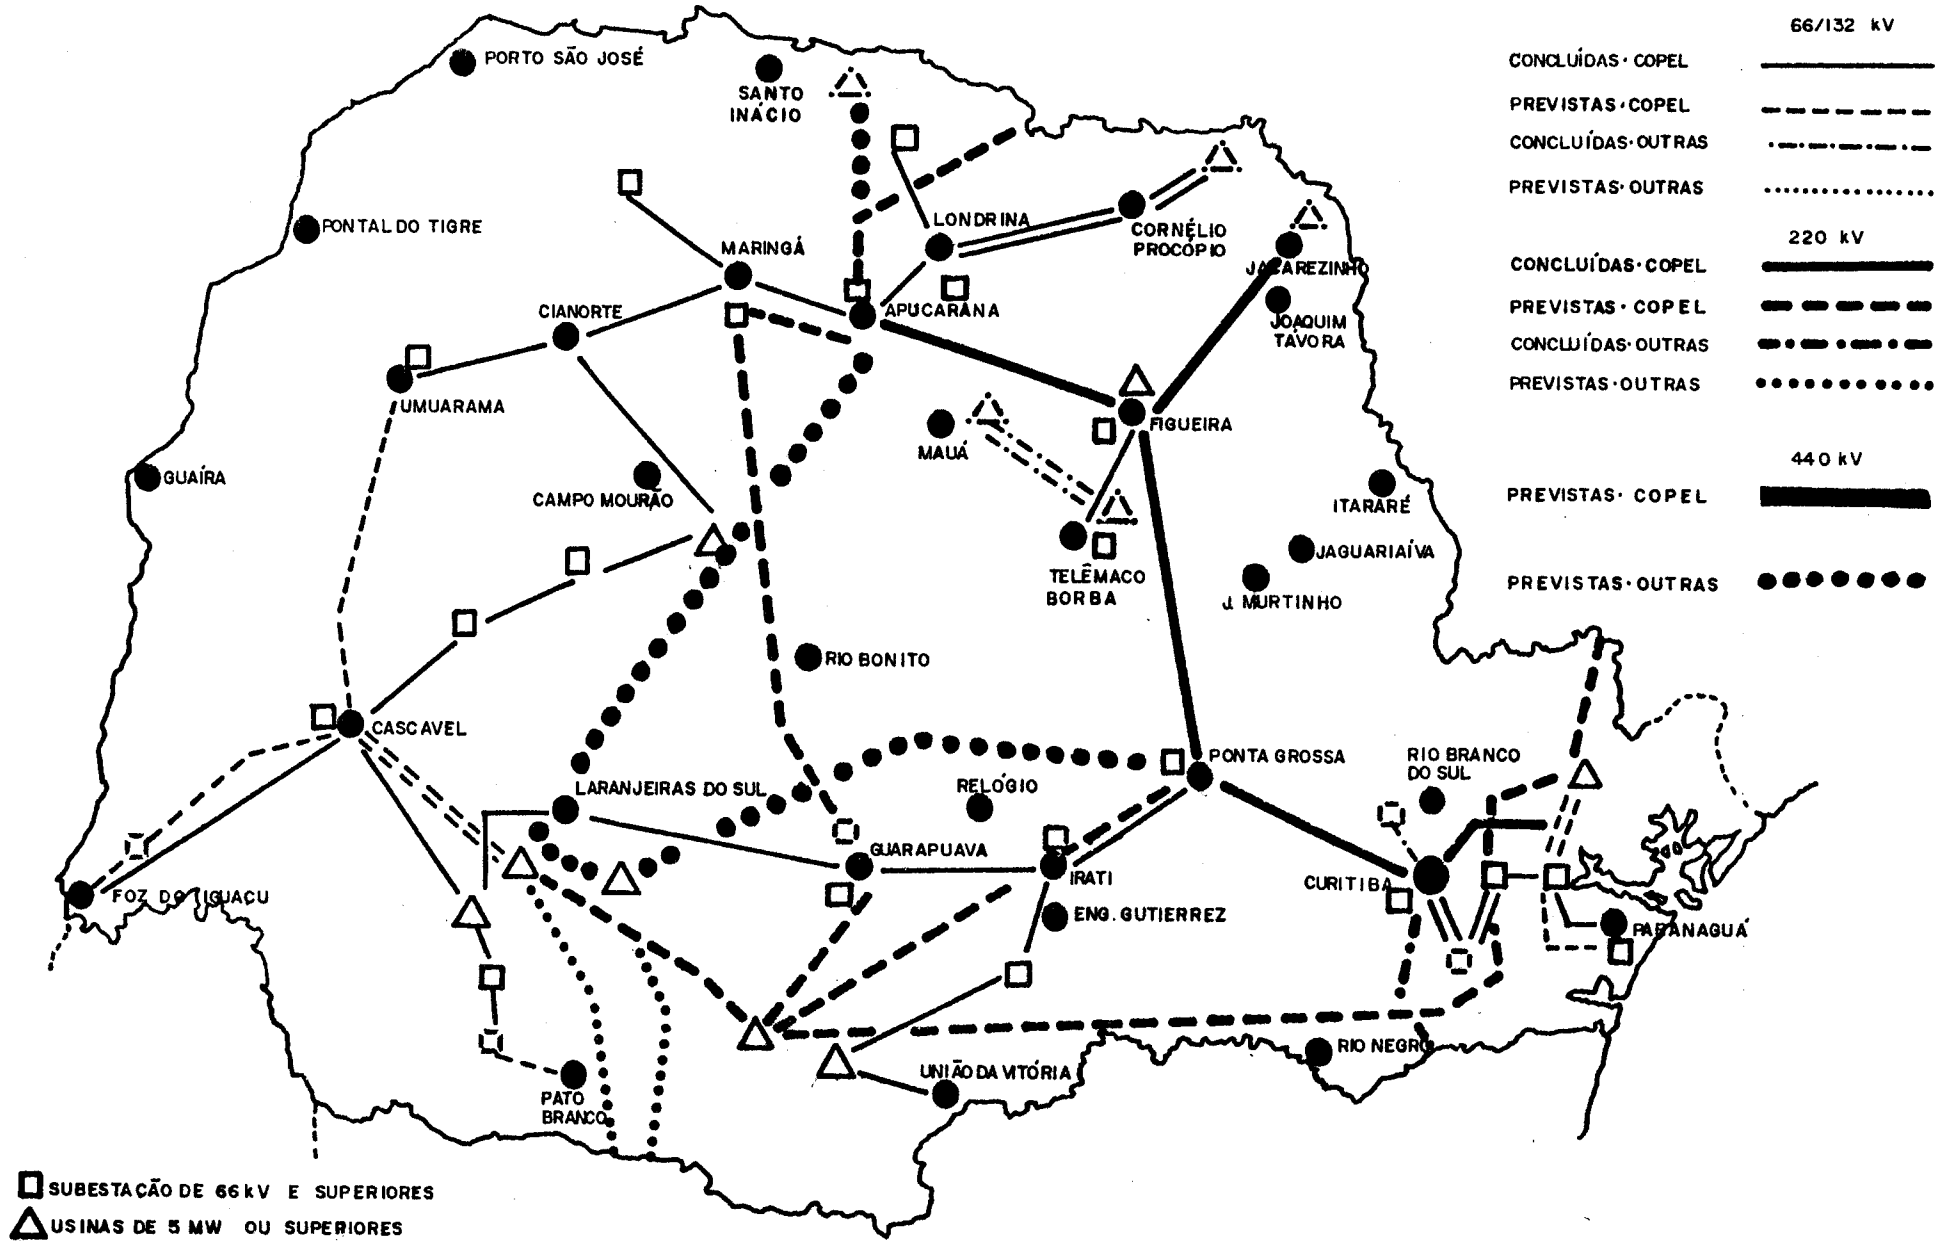 66/132 kV
CONCLUÍDAS·COPEL
PREVISTAS·COPEL
CONCLUÍDAS·OUTRAS
PREVISTAS·OUTRAS
220 kV
CONCLUÍDAS·COPEL
PREVISTAS·COPEL
CONCLUÍDAS·OUTRAS
PREVISTAS·OUTRAS
440 kV
PREVISTAS·COPEL
PREVISTAS·OUTRAS
PORTO SÃO JOSÉ
SANTO
INÁCIO
PONTAL DO TIGRE
MARINGÁ
LONDRINA
CORNÉLIO
PROCÓPIO
JACAREZINHO
CIANORTE
APUCARANA
JOAQUIM
TÁVORA
UMUARAMA
FIGUEIRA
MAUÁ
GUAÍRA
CAMPO MOURÃO
ITARARÉ
JAGUARIAÍVA
TELÊMACO
BORBA
J. MURTINHO
RIO BONITO
CASCAVEL
PONTA GROSSA
RIO BRANCO
DO SUL
LARANJEIRAS DO SUL
RELÓGIO
GUARAPUAVA
IRATI
CURITIBA
FOZ DO IGUAÇU
ENG. GUTIERREZ
PARANAGUÁ
RIO NEGRO
UNIÃO DA VITÓRIA
PATO
BRANCO
SUBESTAÇÃO DE 66kV E SUPERIORES
USINAS DE 5 MW OU SUPERIORES